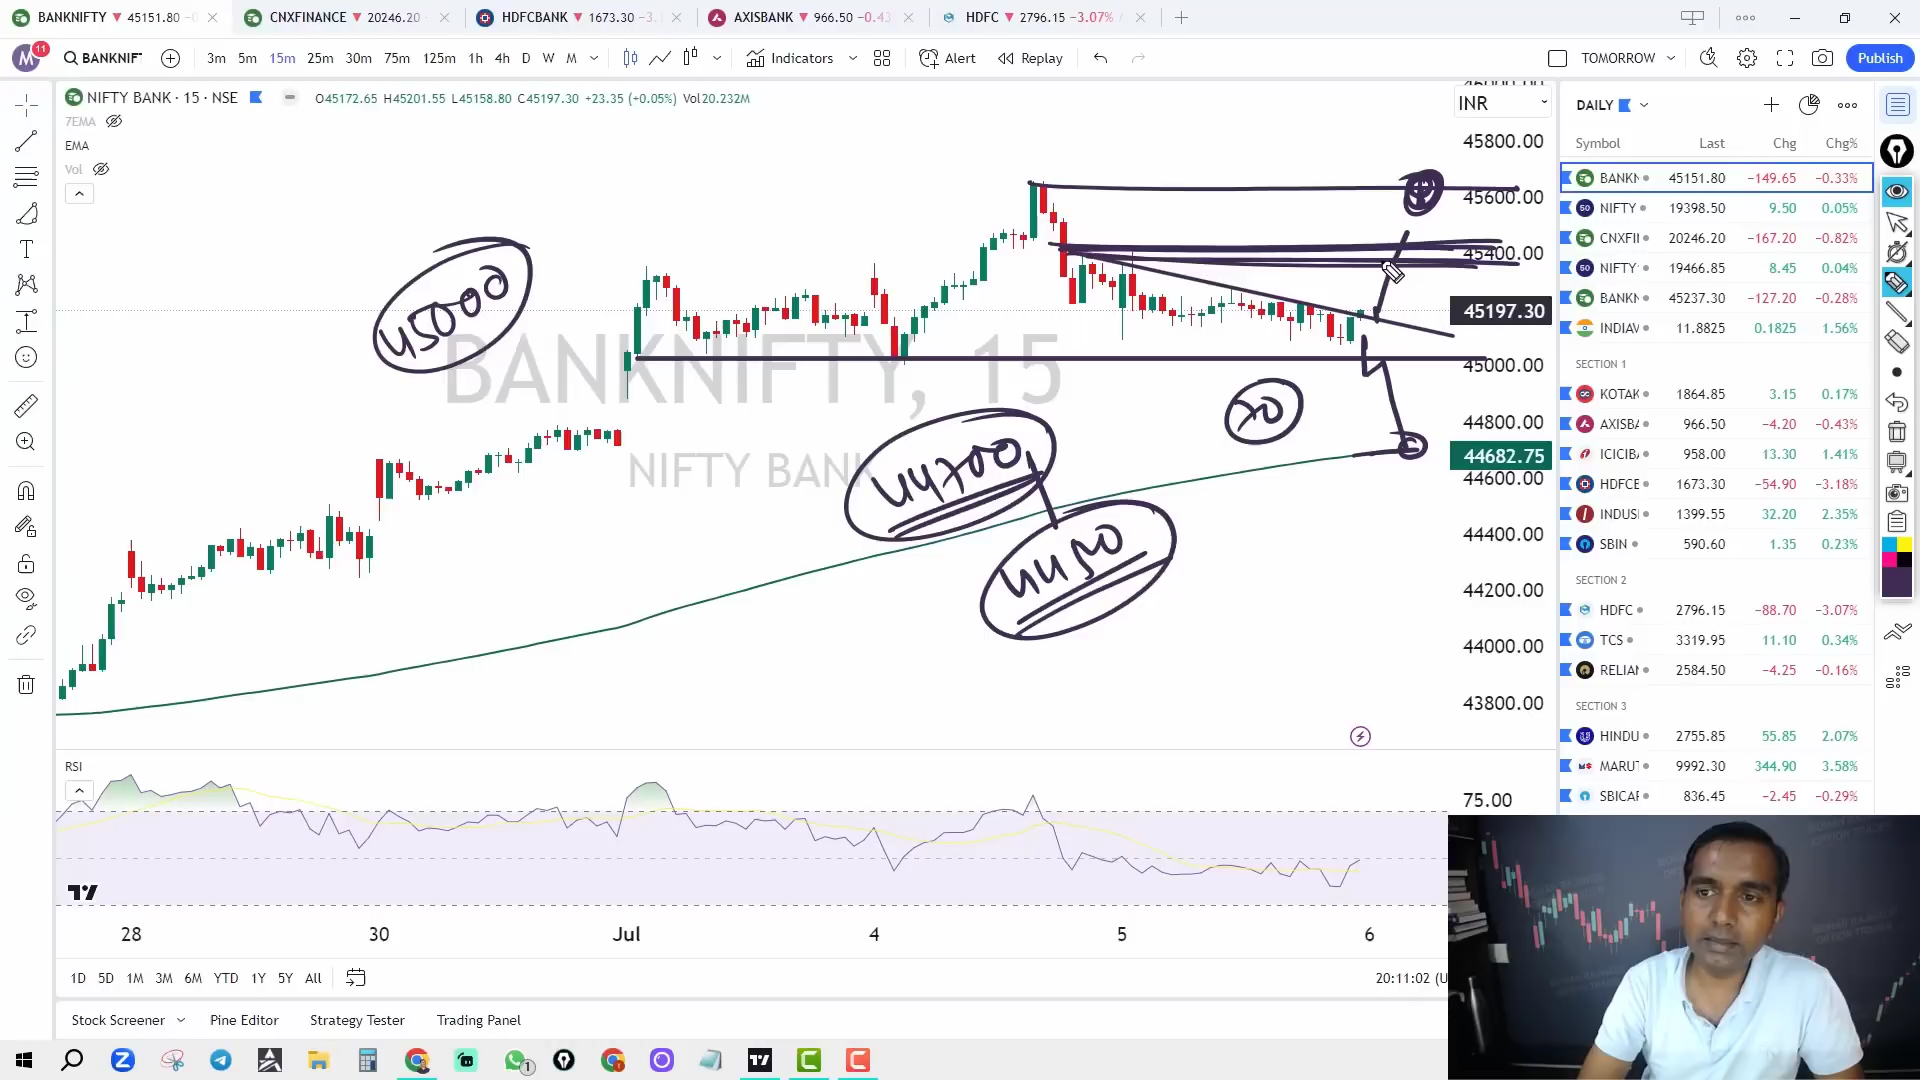 BANKNIFTY ▼ 45151.80 −0 CNXFINANCE ▼ 20246.20 HDFCBANK ▼ 1673.30 −3. AXISBANK ▼ 966.50 −0.43 HDFC ▼ 2796.15 −3.07%
M 11 BANKNIFT 3m 5m 15m 25m 30m 75m 125m 1h 4h D W M Indicators Alert Replay TOMORROW Publish
NIFTY BANK · 15 · NSE O45172.65 H45201.55 L45158.80 C45197.30 +23.35 (+0.05%) Vol20.232M
7EMA
EMA
Vol
INR
45800.00
45600.00
45400.00
45197.30
45000.00
44800.00
44682.75
44600.00
44400.00
44200.00
44000.00
43800.00
45000
BANKNIFTY, 15
NIFTY BANK
44700
44150
70
RSI
75.00
28 30 Jul 4 5 6
1D 5D 1M 3M 6M YTD 1Y 5Y All 20:11:02 (U
Stock Screener Pine Editor Strategy Tester Trading Panel
DAILY
Symbol Last Chg Chg%
BANKN 45151.80 −149.65 −0.33%
NIFTY 19398.50 9.50 0.05%
CNXFI 20246.20 −167.20 −0.82%
NIFTY 19466.85 8.45 0.04%
BANKN 45237.30 −127.20 −0.28%
INDIAV 11.8825 0.1825 1.56%
SECTION 1
KOTAK 1864.85 3.15 0.17%
AXISBA 966.50 −4.20 −0.43%
ICICIB 958.00 13.30 1.41%
HDFCB 1673.30 −54.90 −3.18%
INDUS 1399.55 32.20 2.35%
SBIN 590.60 1.35 0.23%
SECTION 2
HDFC 2796.15 −88.70 −3.07%
TCS 3319.95 11.10 0.34%
RELIAN 2584.50 −4.25 −0.16%
SECTION 3
HINDU 2755.85 55.85 2.07%
MARUT 9992.30 344.90 3.58%
SBICAR 836.45 −2.45 −0.29%